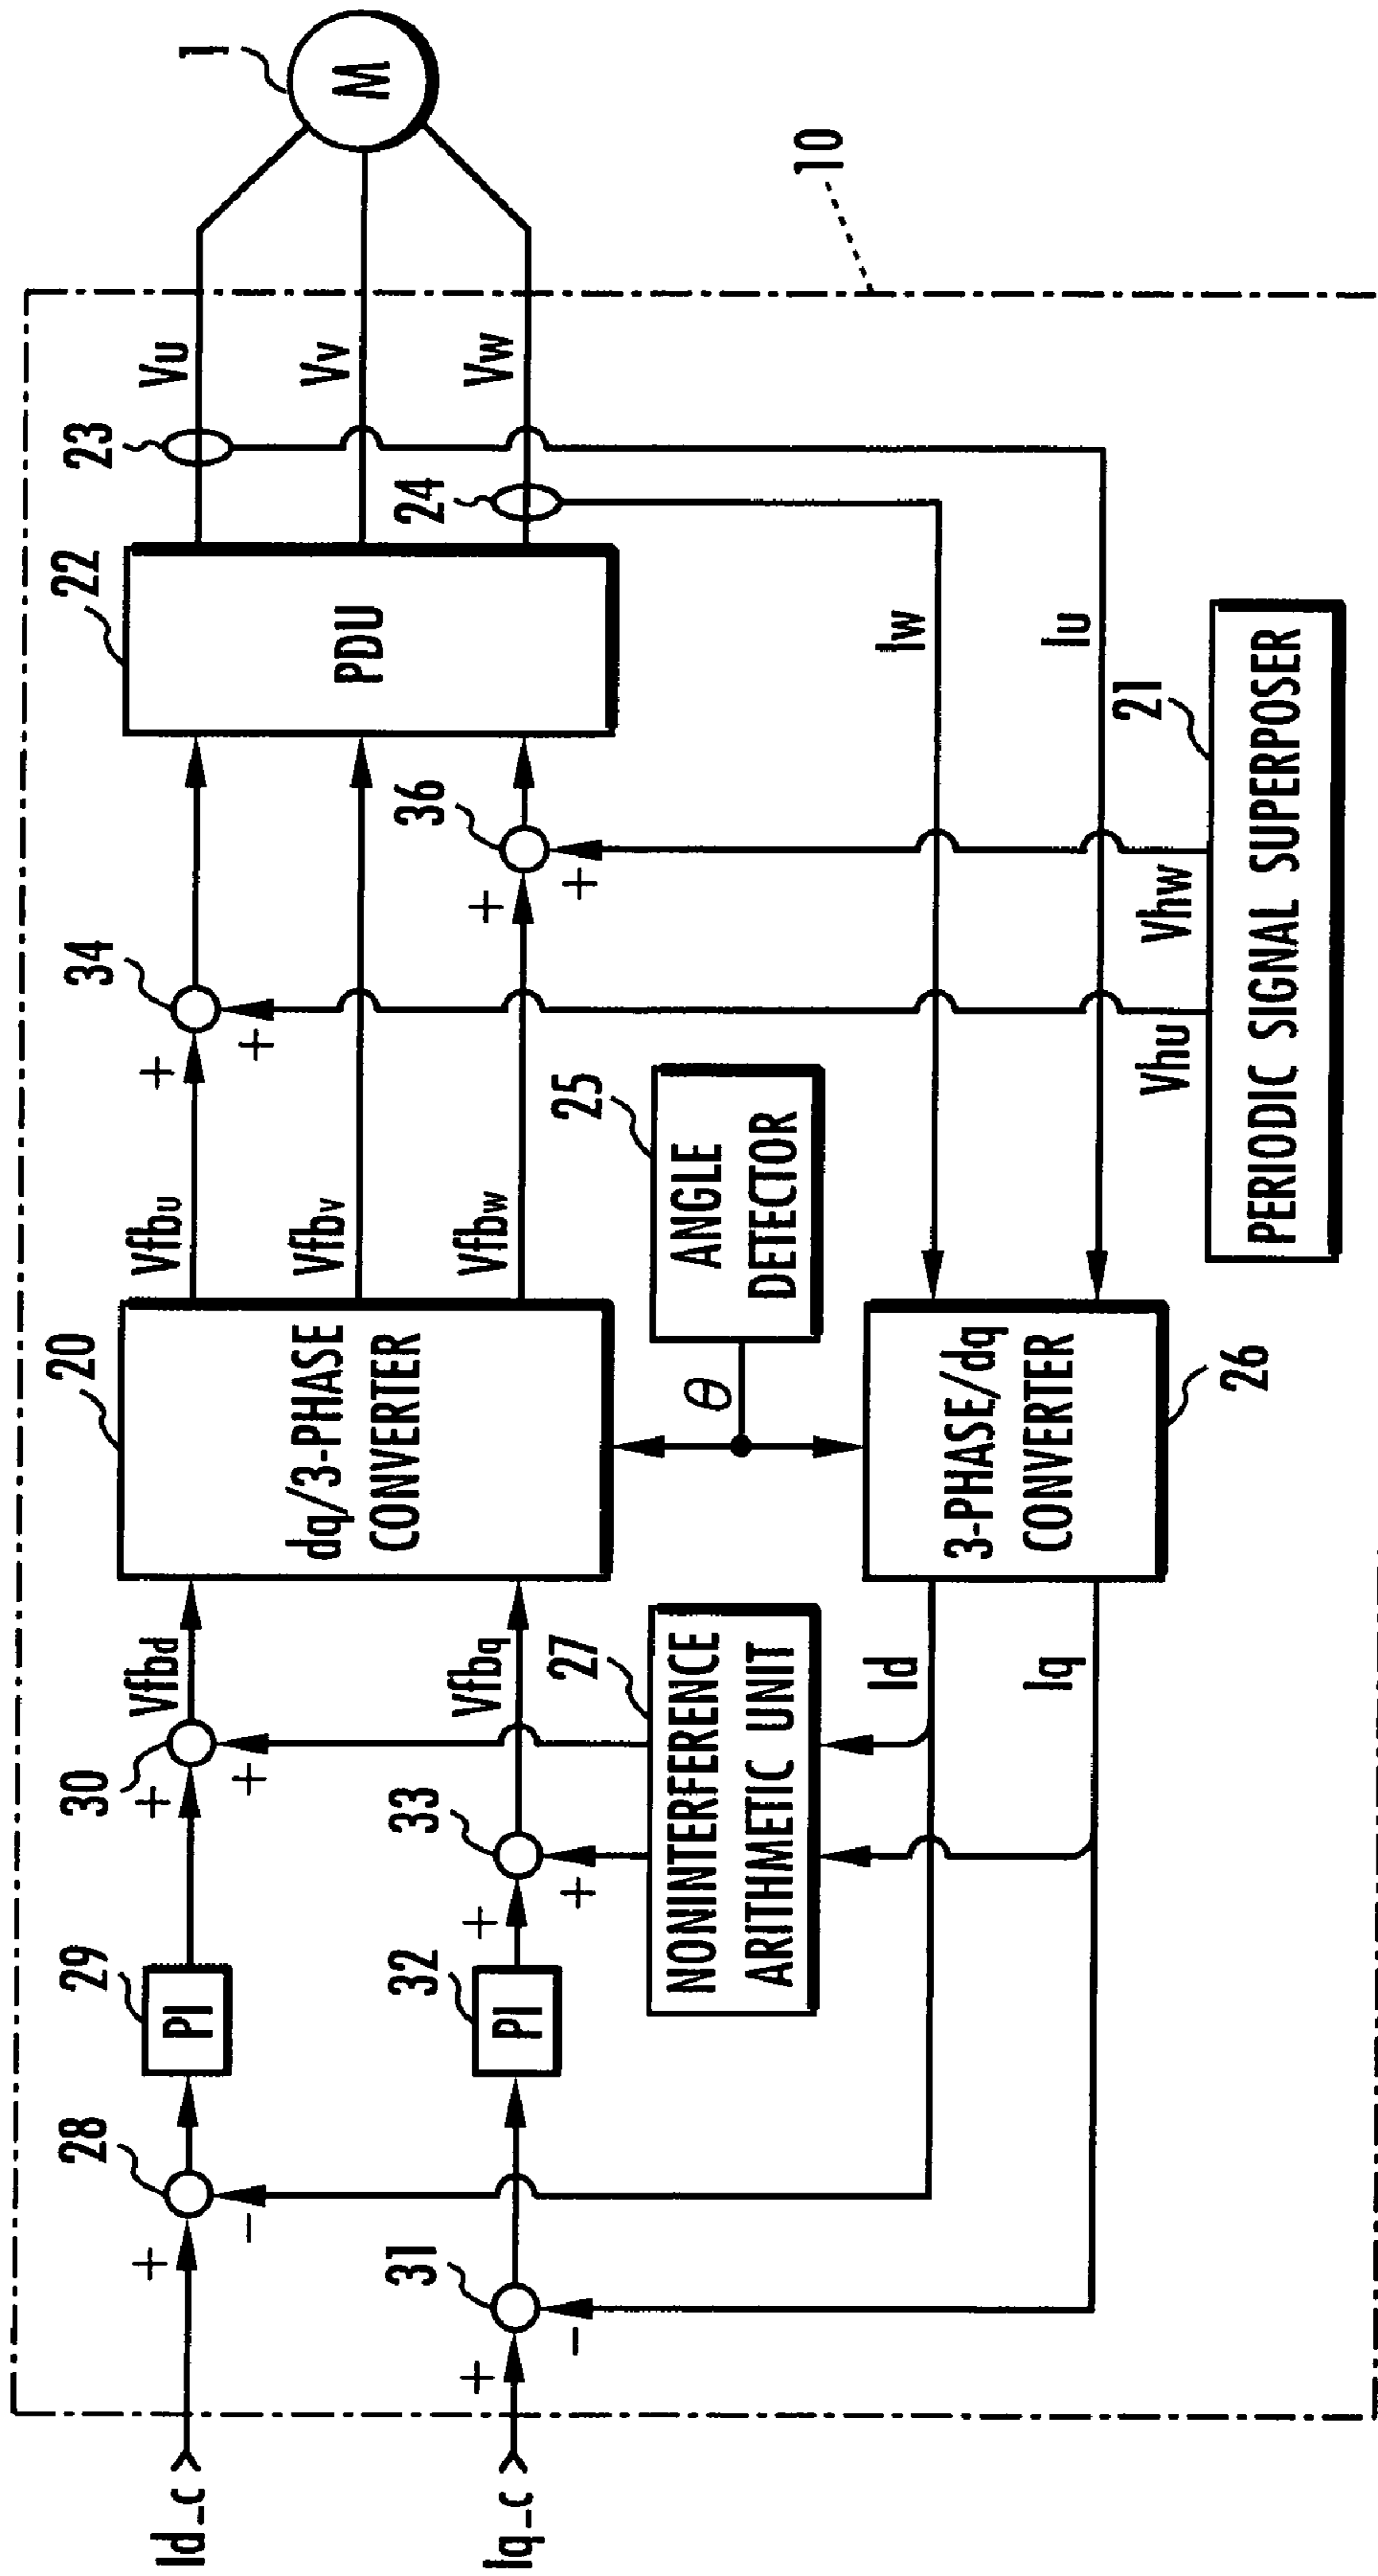 Id_c
Iq_c
+
-
28
PI
29
+
+
30
Vfbd
+
-
31
PI
32
+
+
33
Vfbq
NONINTERFERENCE
ARITHMETIC UNIT
27
Id
Iq
dq/3-PHASE
CONVERTER
20
θ
ANGLE
DETECTOR
25
3-PHASE/dq
CONVERTER
26
Vfbu
Vfbv
Vfbw
+
+
34
+
+
36
Vhu
Vhw
PERIODIC SIGNAL SUPERPOSER
21
PDU
22
Iw
Iu
23
24
Vu
Vv
Vw
10
M
1